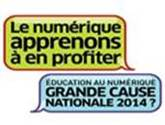 Le numérique
apprenons
à en profiter
ÉDUCATION AU NUMÉRIQUE
GRANDE CAUSE
NATIONALE 2014 ?